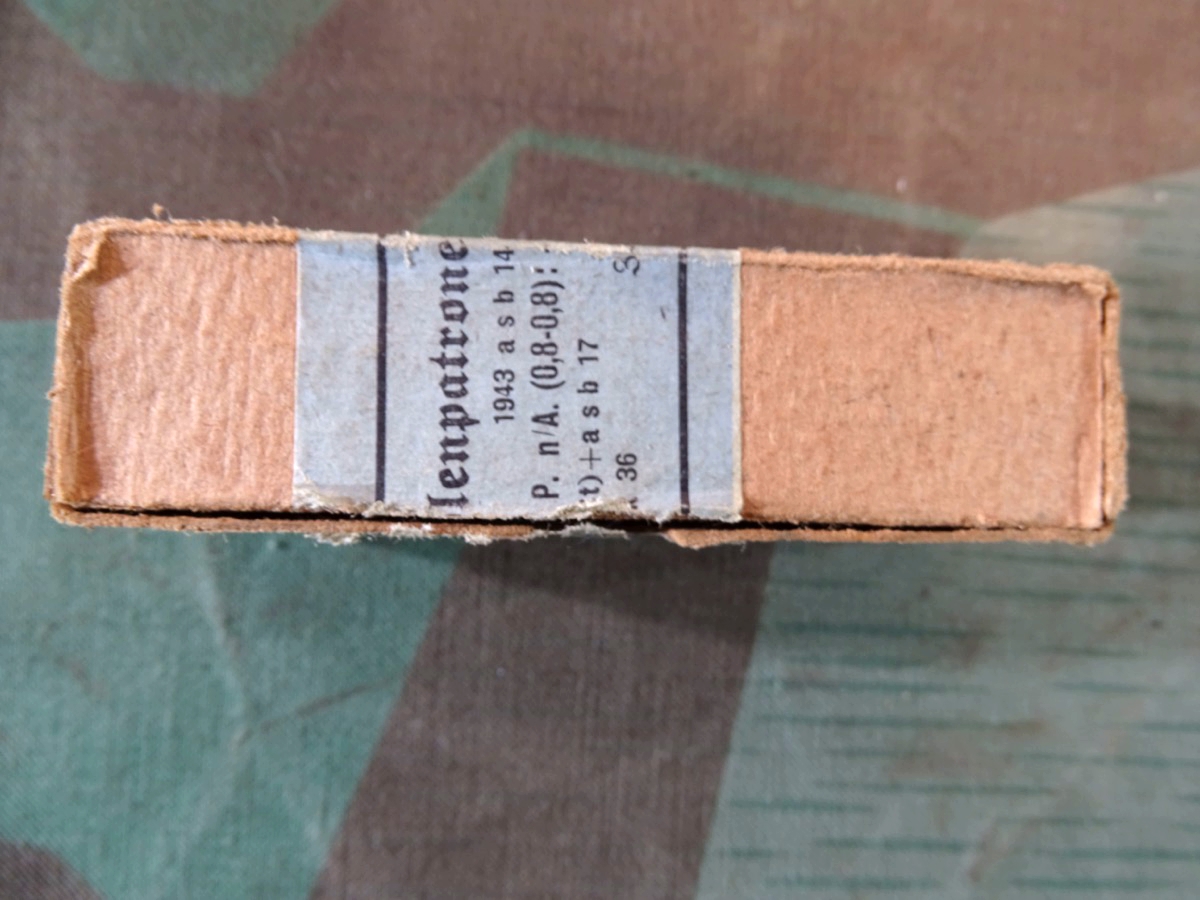 lenpatrone
1943 a s b 14
P. n/A. (0,8-0,8):
t)+a s b 17
36 S